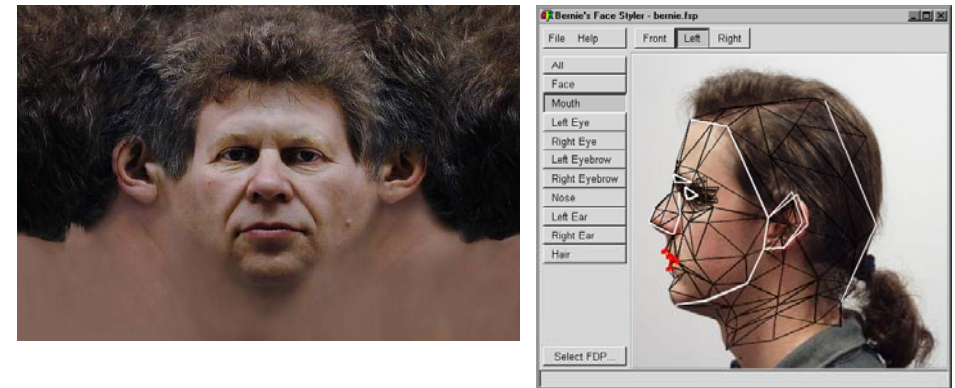 Bernie's Face Styler - bernie.fsp
File Help Front Left Right
All
Face
Mouth
Left Eye
Right Eye
Left Eyebrow
Right Eyebrow
Nose
Left Ear
Right Ear
Hair
Select FDP...